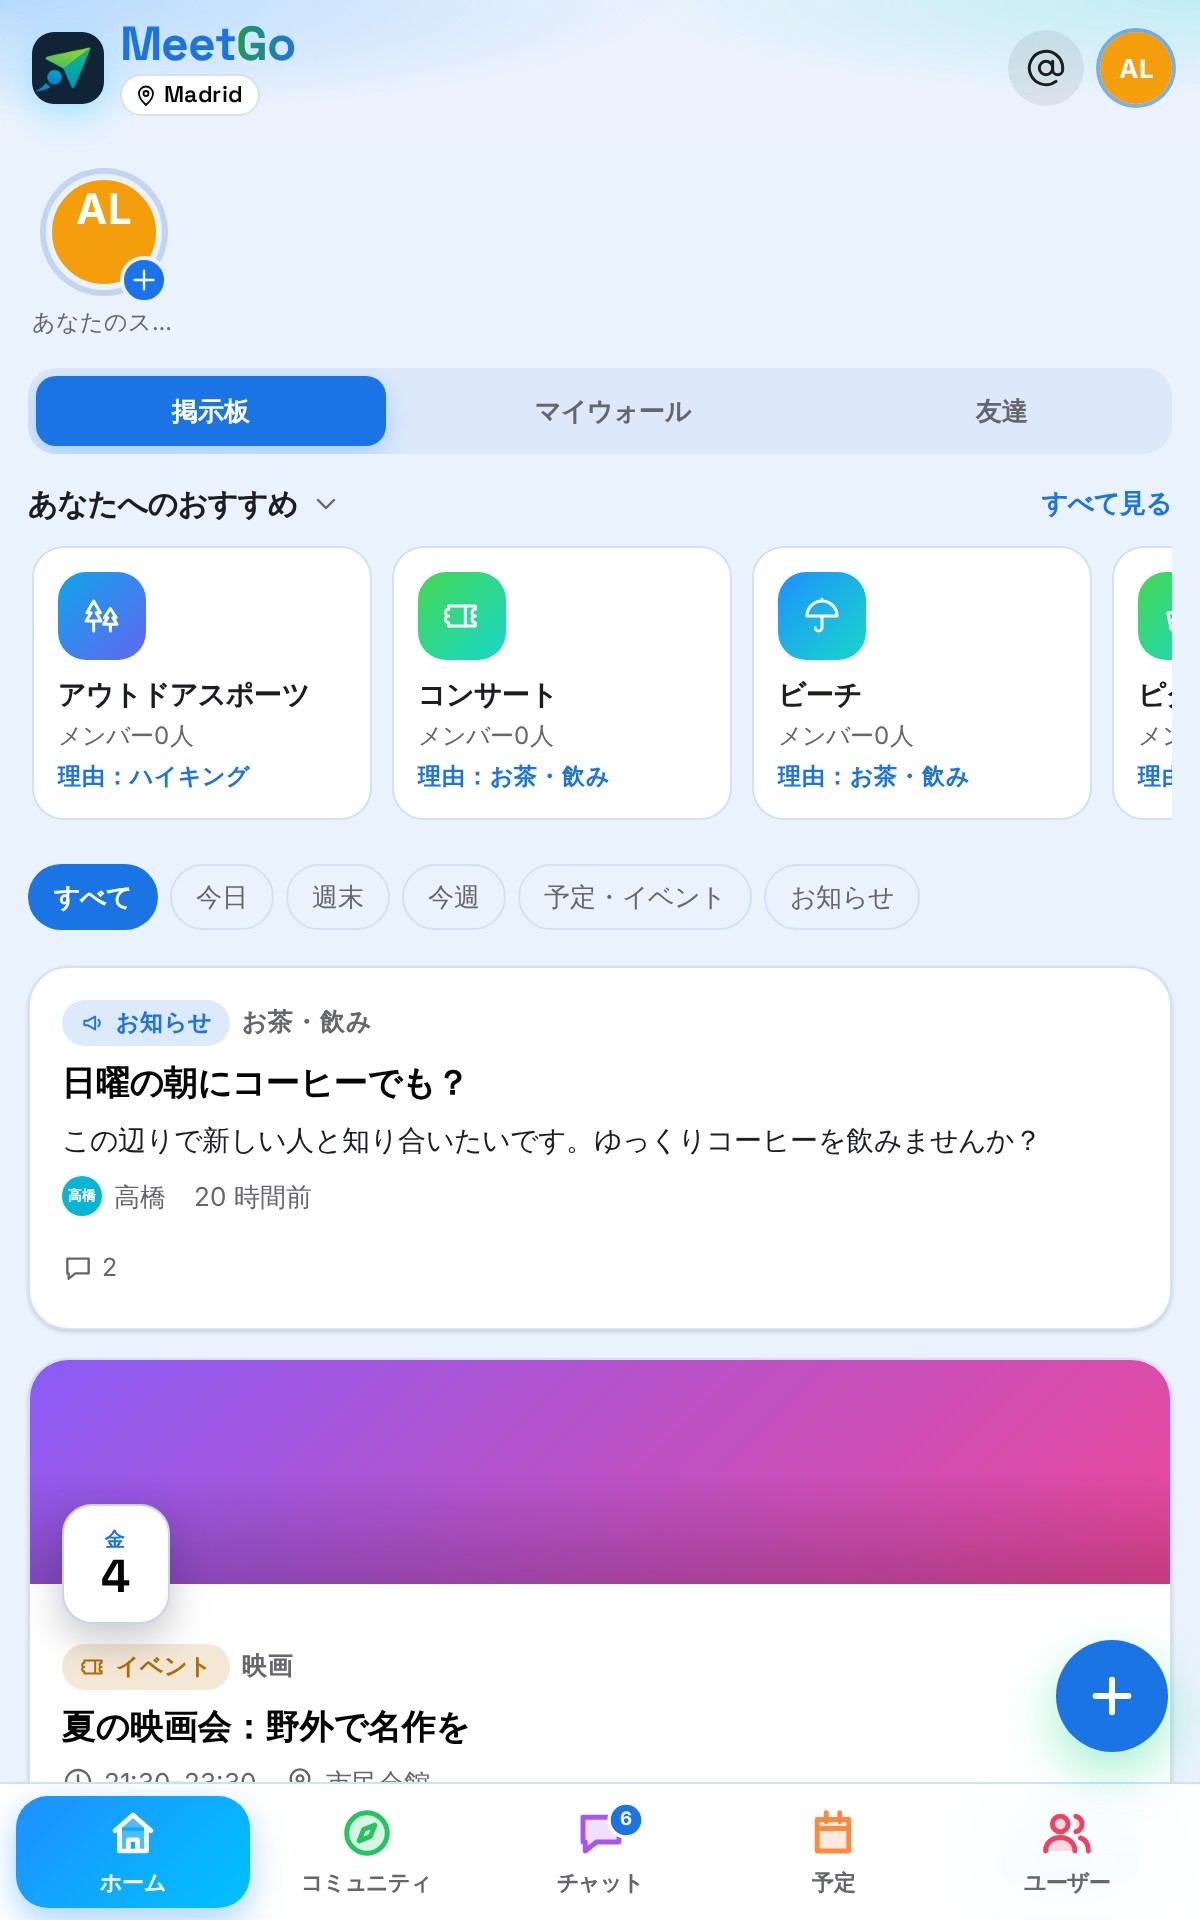 MeetGo
Madrid
AL
AL
あなたのス...
掲示板
マイウォール
友達
あなたへのおすすめ
すべて見る
アウトドアスポーツ
メンバー0人
理由：ハイキング
コンサート
メンバー0人
理由：お茶・飲み
ビーチ
メンバー0人
理由：お茶・飲み
すべて
今日
週末
今週
予定・イベント
お知らせ
お知らせ お茶・飲み
日曜の朝にコーヒーでも？
この辺りで新しい人と知り合いたいです。ゆっくりコーヒーを飲みませんか？
高橋 高橋 20 時間前
2
金
4
イベント 映画
夏の映画会：野外で名作を
21:30–23:30 市民会館
ホーム
コミュニティ
6
チャット
予定
ユーザー